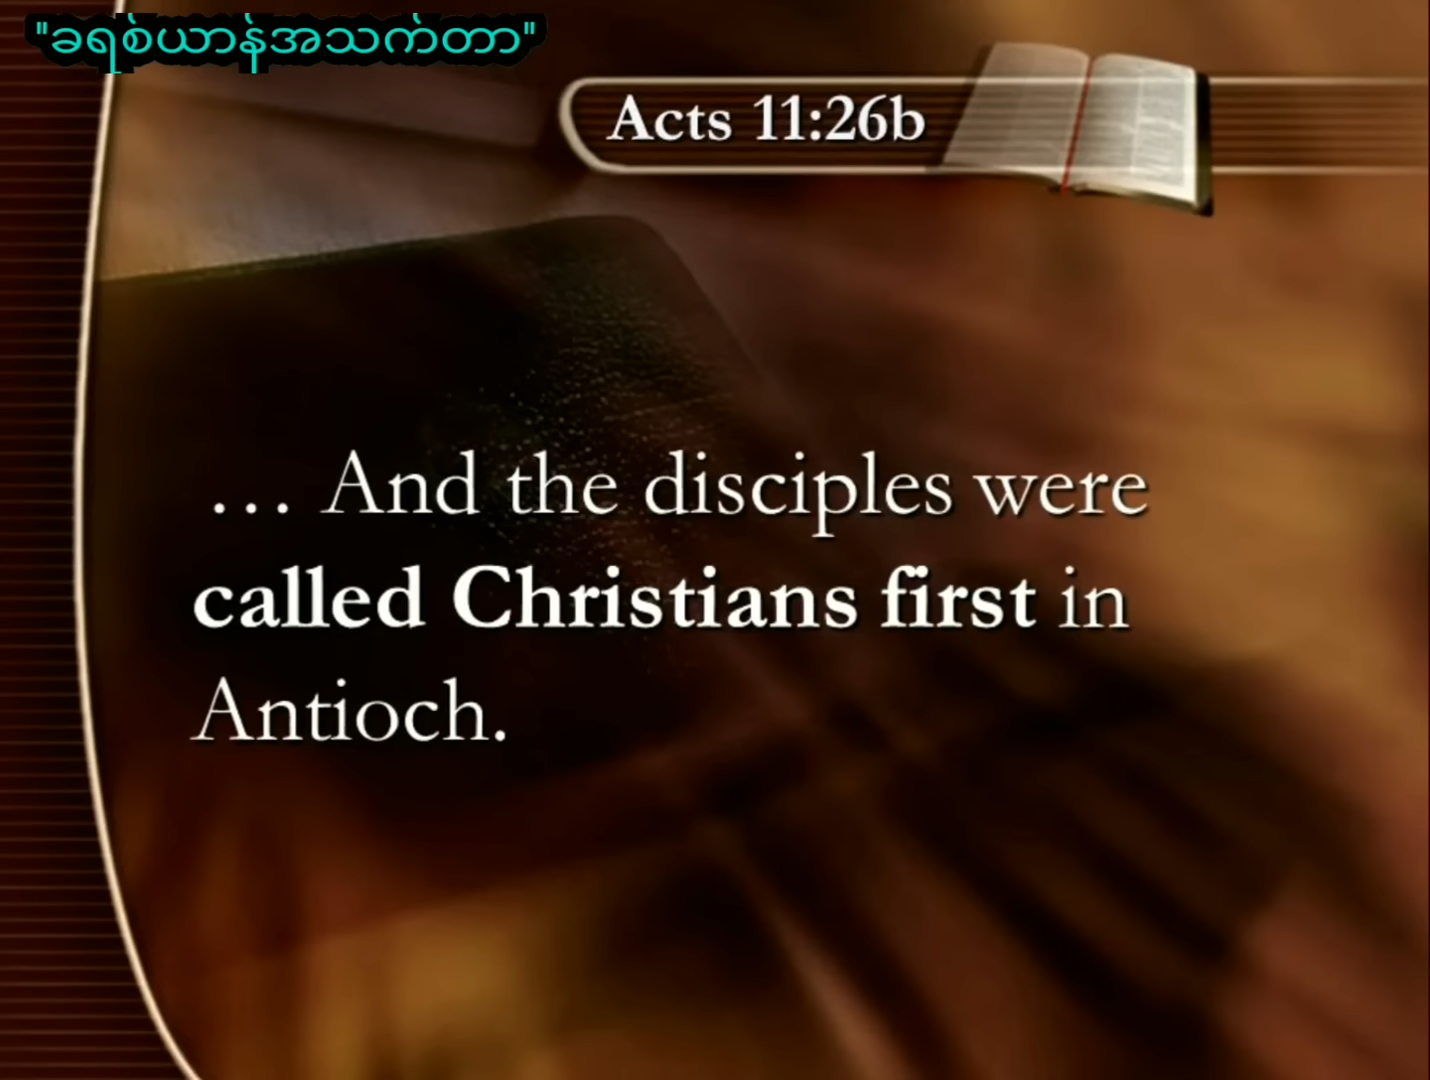 "ခရစ်ယာန်အသက်တာ"
Acts 11:26b
… And the disciples were
called Christians first in
Antioch.